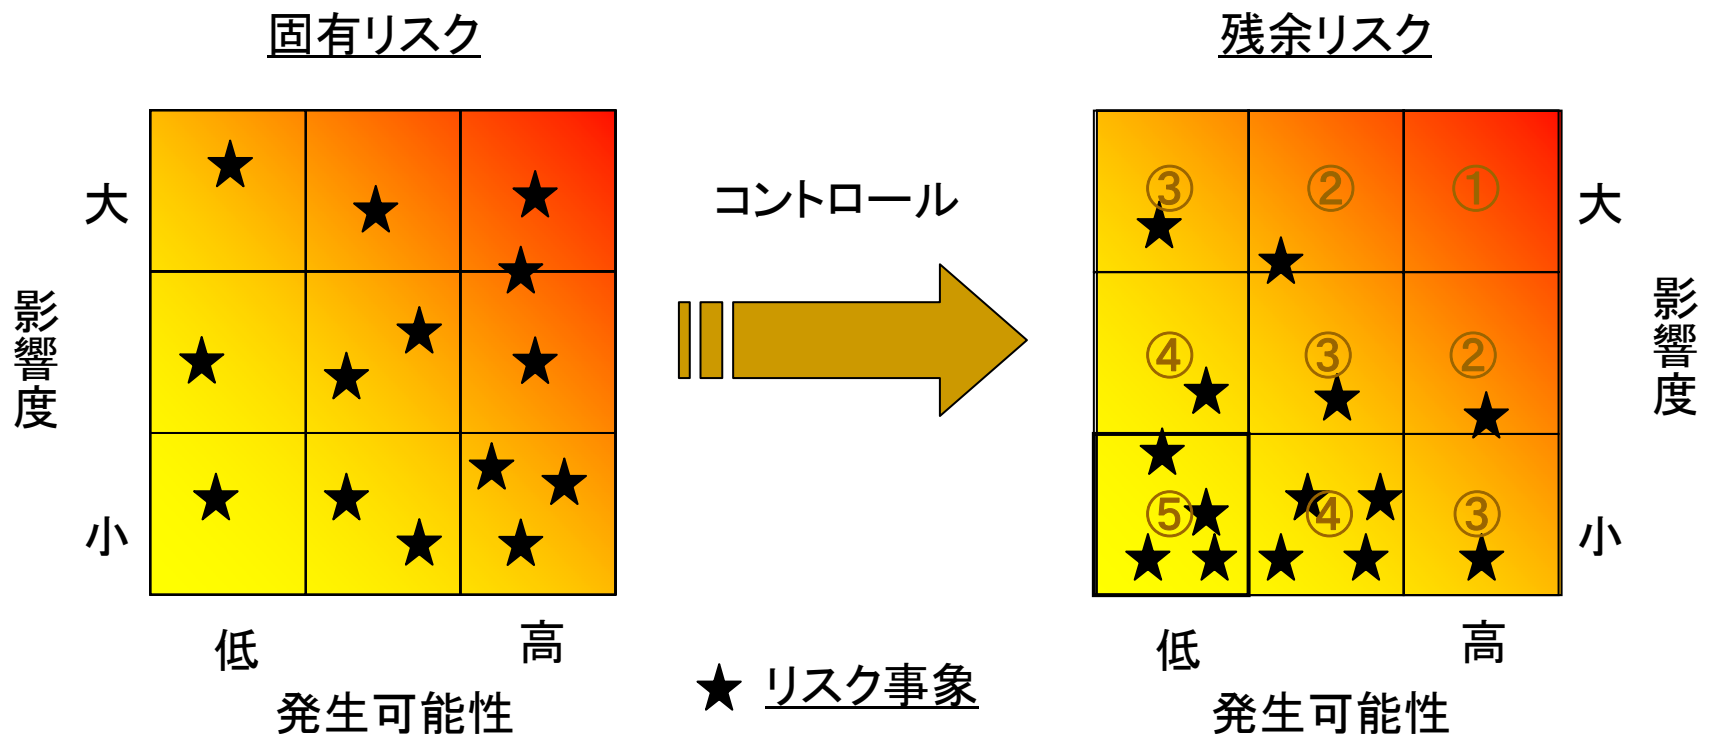 固有リスク
残余リスク
大
影響度
小
低
高
発生可能性
コントロール
③
②
①
④
③
②
⑤
④
③
大
影響度
小
低
高
発生可能性
リスク事象